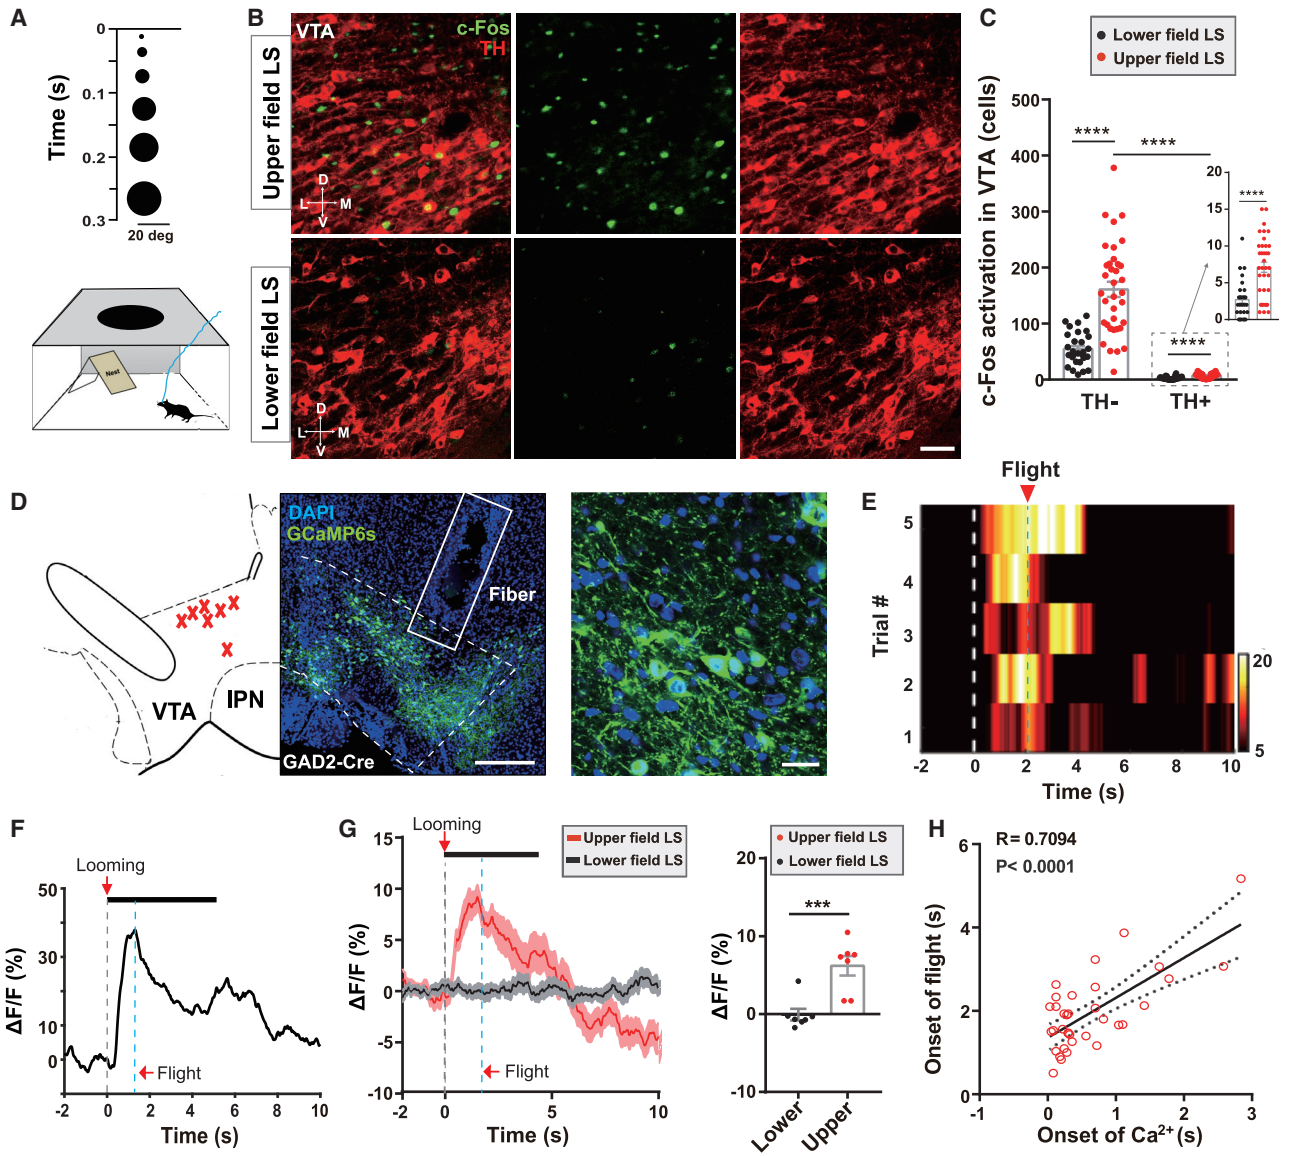 A
0
0.1
0.2
0.3
Time (s)
20 deg
Nest
B
Upper field LS
Lower field LS
VTA
c-Fos
TH
D
L
M
V
D
L
M
V
C
Lower field LS
Upper field LS
c-Fos activation in VTA (cells)
500
400
300
200
100
0
****
****
****
TH-
TH+
20
15
10
5
0
****
D
VTA
IPN
DAPI
GCaMP6s
Fiber
GAD2-Cre
E
Flight
Trial #
5
4
3
2
1
-2
0
2
4
6
8
10
Time (s)
20
5
F
Looming
ΔF/F (%)
50
30
10
0
Flight
-2
0
2
4
6
8
10
Time (s)
G
Looming
Upper field LS
Lower field LS
ΔF/F (%)
15
10
5
0
-5
-10
Flight
-2
0
5
10
Time (s)
Upper field LS
Lower field LS
ΔF/F (%)
20
10
0
-10
***
Lower
Upper
H
R= 0.7094
P< 0.0001
Onset of flight (s)
6
4
2
0
-1
0
1
2
3
Onset of Ca²⁺ (s)